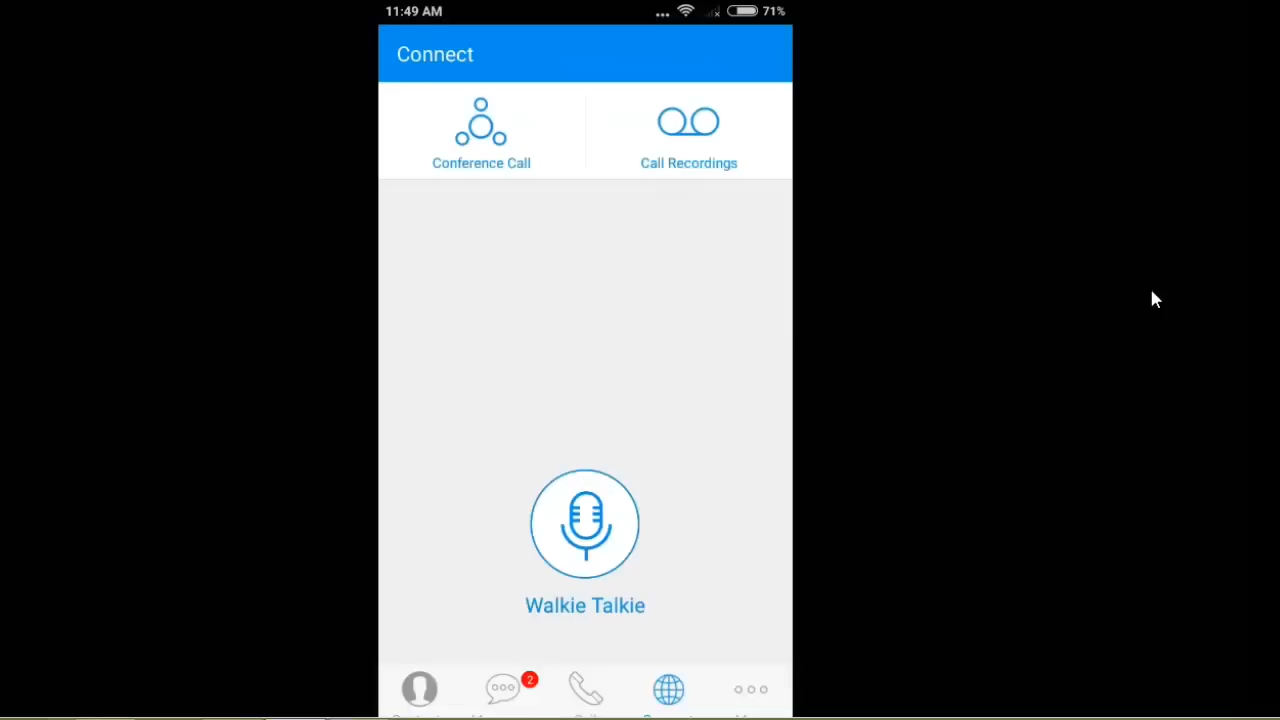 11:49 AM 71%
Connect
Conference Call Call Recordings
Walkie Talkie
2